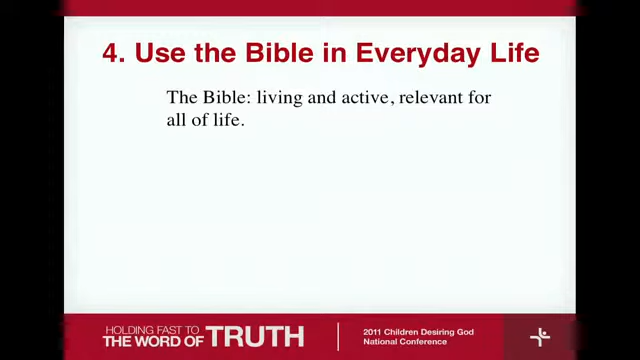 4. Use the Bible in Everyday Life
The Bible: living and active, relevant for
all of life.
HOLDING FAST TO
THE WORD OF TRUTH
2011 Children Desiring God
National Conference